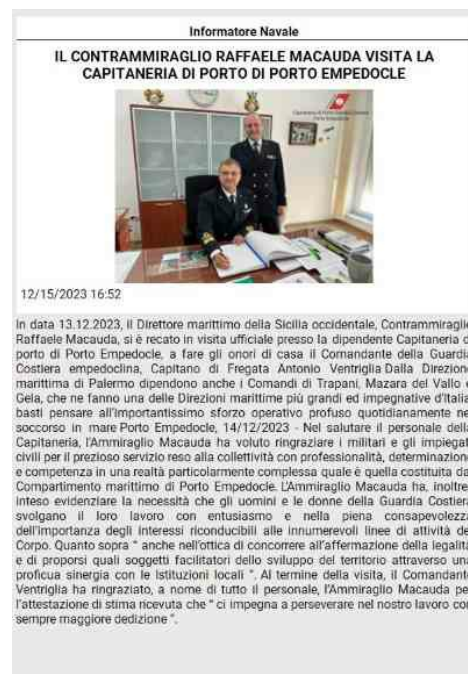 Informatore Navale
IL CONTRAMMIRAGLIO RAFFAELE MACAUDA VISITA LA
CAPITANERIA DI PORTO DI PORTO EMPEDOCLE
12/15/2023 16:52
In data 13.12.2023, il Direttore marittimo della Sicilia occidentale, Contrammiraglio
Raffaele Macauda, si è recato in visita ufficiale presso la dipendente Capitaneria d
porto di Porto Empedocle, a fare gli onori di casa il Comandante della Guardia
Costiera empedoclina, Capitano di Fregata Antonio Ventriglia Dalla Direzion
marittima di Palermo dipendono anche i Comandi di Trapani, Mazara del Vallo e
Gela, che ne fanno una delle Direzioni marittime più grandi ed impegnative d'Italia
basti pensare all'importantissimo sforzo operativo profuso quotidianamente ne
soccorso in mare Porto Empedocle, 14/12/2023 - Nel salutare il personale della
Capitaneria, l'Ammiraglio Macauda ha voluto ringraziare i militari e gli impiegat
civili per il prezioso servizio reso alla collettività con professionalità, determinazion
e competenza in una realtà particolarmente complessa quale è quella costituita da
Compartimento marittimo di Porto Empedocle. L'Ammiraglio Macauda ha, inoltre
inteso evidenziare la necessità che gli uomini e le donne della Guardia Costiera
svolgano il loro lavoro con entusiasmo e nella piena consapevolezza
dell'importanza degli interessi riconducibili alle innumerevoli linee di attività de
Corpo. Quanto sopra " anche nell'ottica di concorrere all'affermazione della legalità
e di proporsi quali soggetti facilitatori dello sviluppo del territorio attraverso una
proficua sinergia con le Istituzioni locali ". Al termine della visita, il Comandante
Ventriglia ha ringraziato, a nome di tutto il personale, l'Ammiraglio Macauda pe
l'attestazione di stima ricevuta che " ci impegna a perseverare nel nostro lavoro con
sempre maggiore dedizione ".